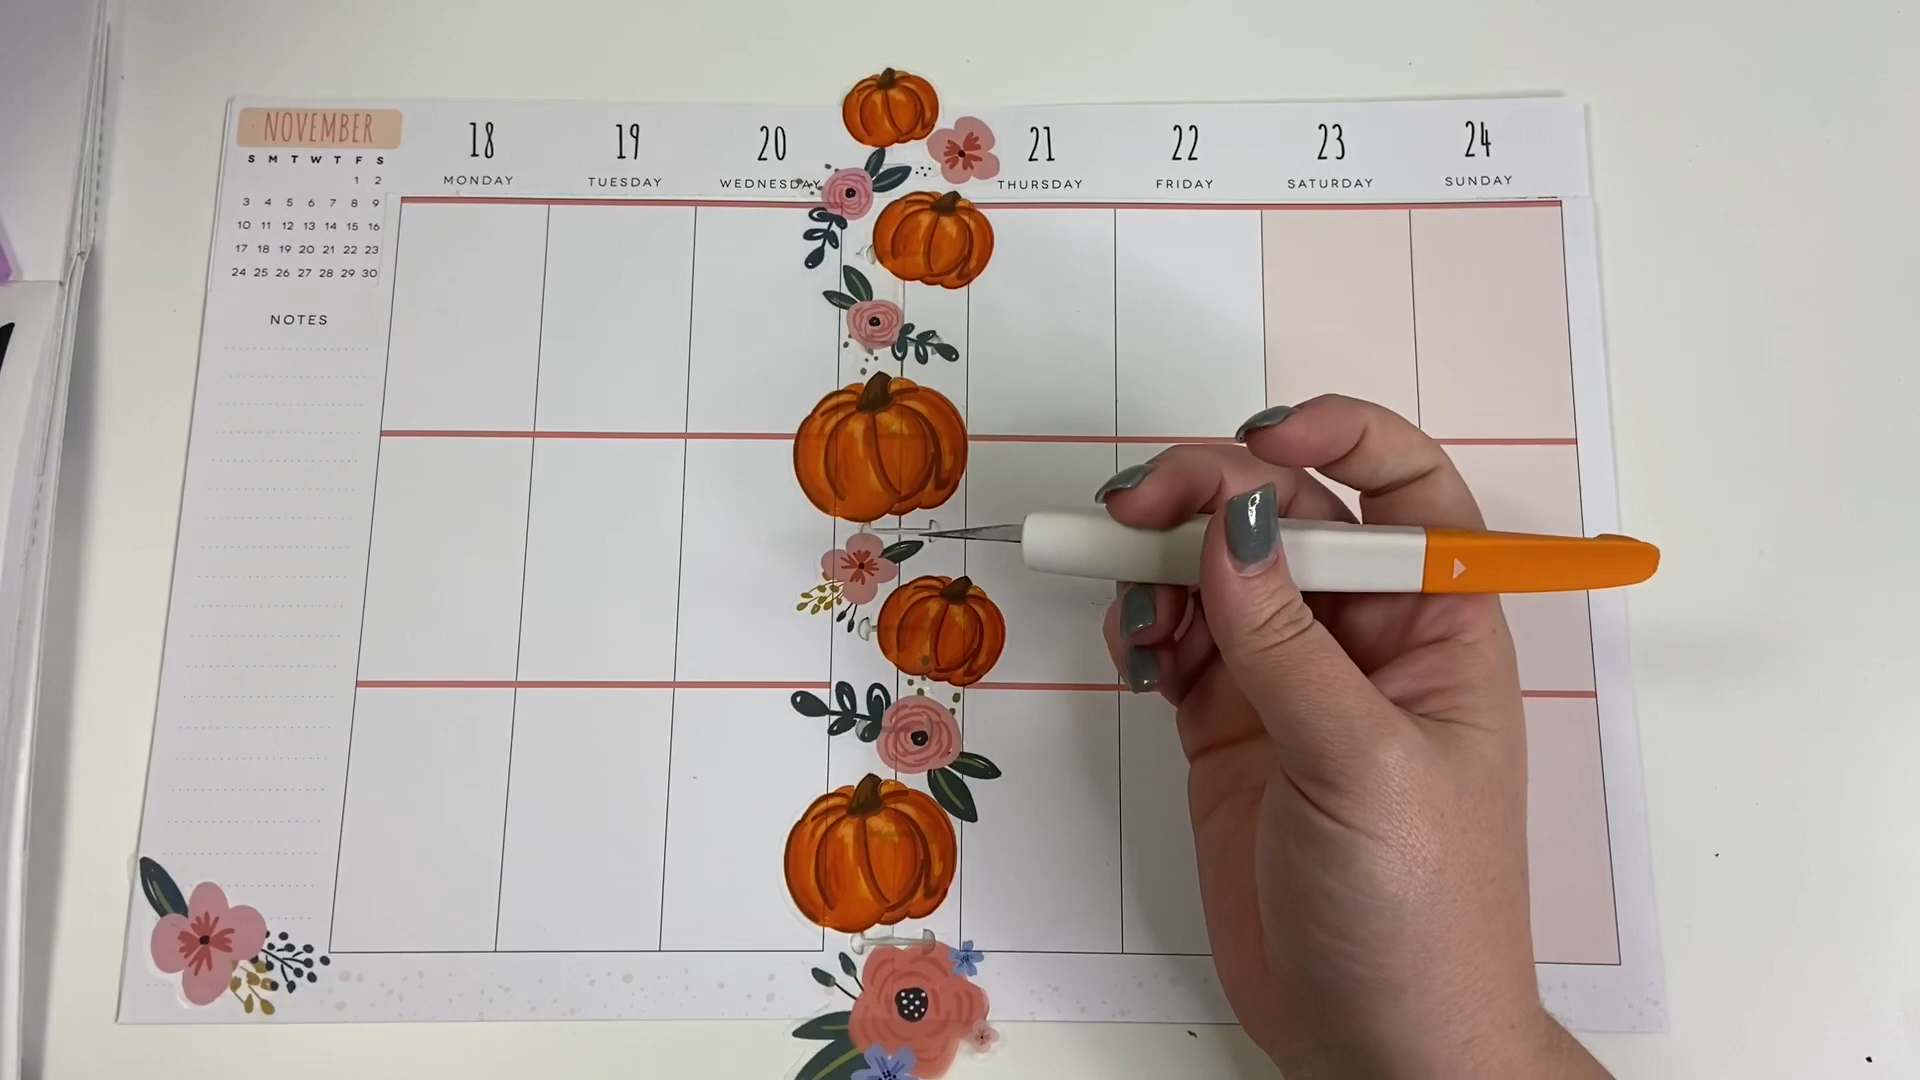 NOVEMBER
S M T W T F S
1 2
3 4 5 6 7 8 9
10 11 12 13 14 15 16
17 18 19 20 21 22 23
24 25 26 27 28 29 30
NOTES
18 19 20 21 22 23 24
MONDAY TUESDAY WEDNESDAY THURSDAY FRIDAY SATURDAY SUNDAY